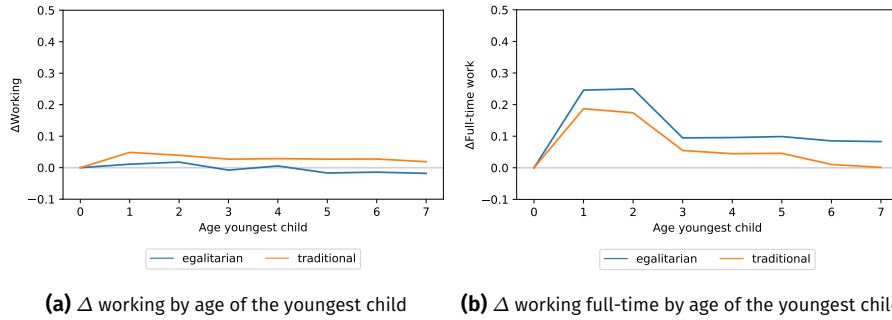 0.5
0.4
0.3
0.2
0.1
0.0
−0.1
ΔWorking
0 1 2 3 4 5 6 7
Age youngest child
egalitarian traditional
(a) Δ working by age of the youngest child
0.5
0.4
0.3
0.2
0.1
0.0
−0.1
ΔFull-time work
0 1 2 3 4 5 6 7
Age youngest child
egalitarian traditional
(b) Δ working full-time by age of the youngest chil